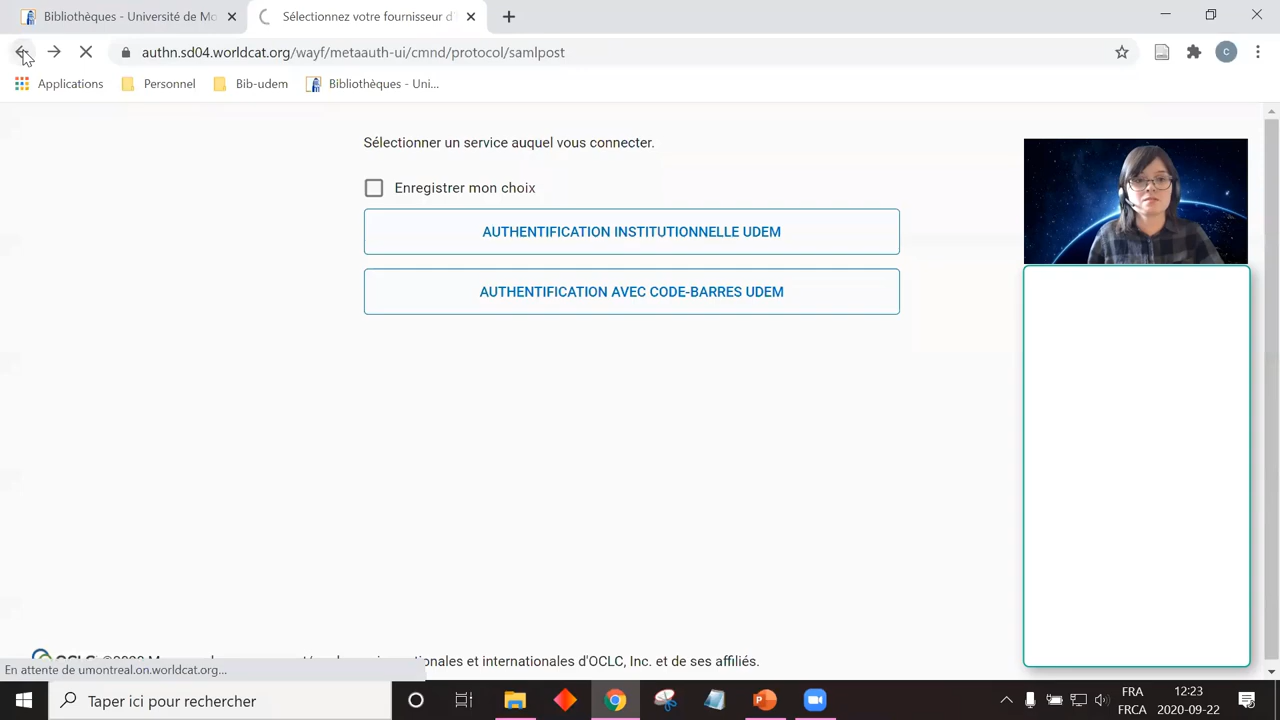 Bibliothèques - Université de Mo
Sélectionnez votre fournisseur d'
authn.sd04.worldcat.org/wayf/metaauth-ui/cmnd/protocol/samlpost
C
Applications
Personnel
Bib-udem
Bibliothèques - Uni...
Sélectionner un service auquel vous connecter.
Enregistrer mon choix
AUTHENTIFICATION INSTITUTIONNELLE UDEM
AUTHENTIFICATION AVEC CODE-BARRES UDEM
nationales et internationales d'OCLC, Inc. et de ses affiliés.
En attente de umontreal.on.worldcat.org...
Taper ici pour rechercher
FRA
FRCA
12:23
2020-09-22